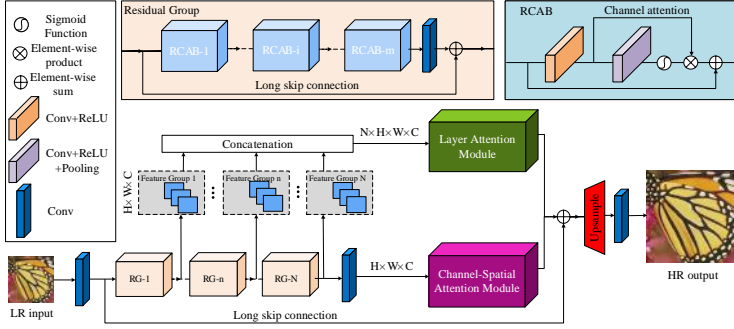 Sigmoid
Function
Element-wise
product
Element-wise
sum
Conv+ReLU
Conv+ReLU
+Pooling
Conv
Residual Group
RCAB-1
RCAB-i
RCAB-m
Long skip connection
RCAB
Channel attention
Concatenation
N×H×W×C
Layer Attention
Module
H×W×C
Feature Group 1
Feature Group n
Feature Group N
RG-1
RG-n
RG-N
H×W×C
Channel-Spatial
Attention Module
Upsample
LR input
Long skip connection
HR output